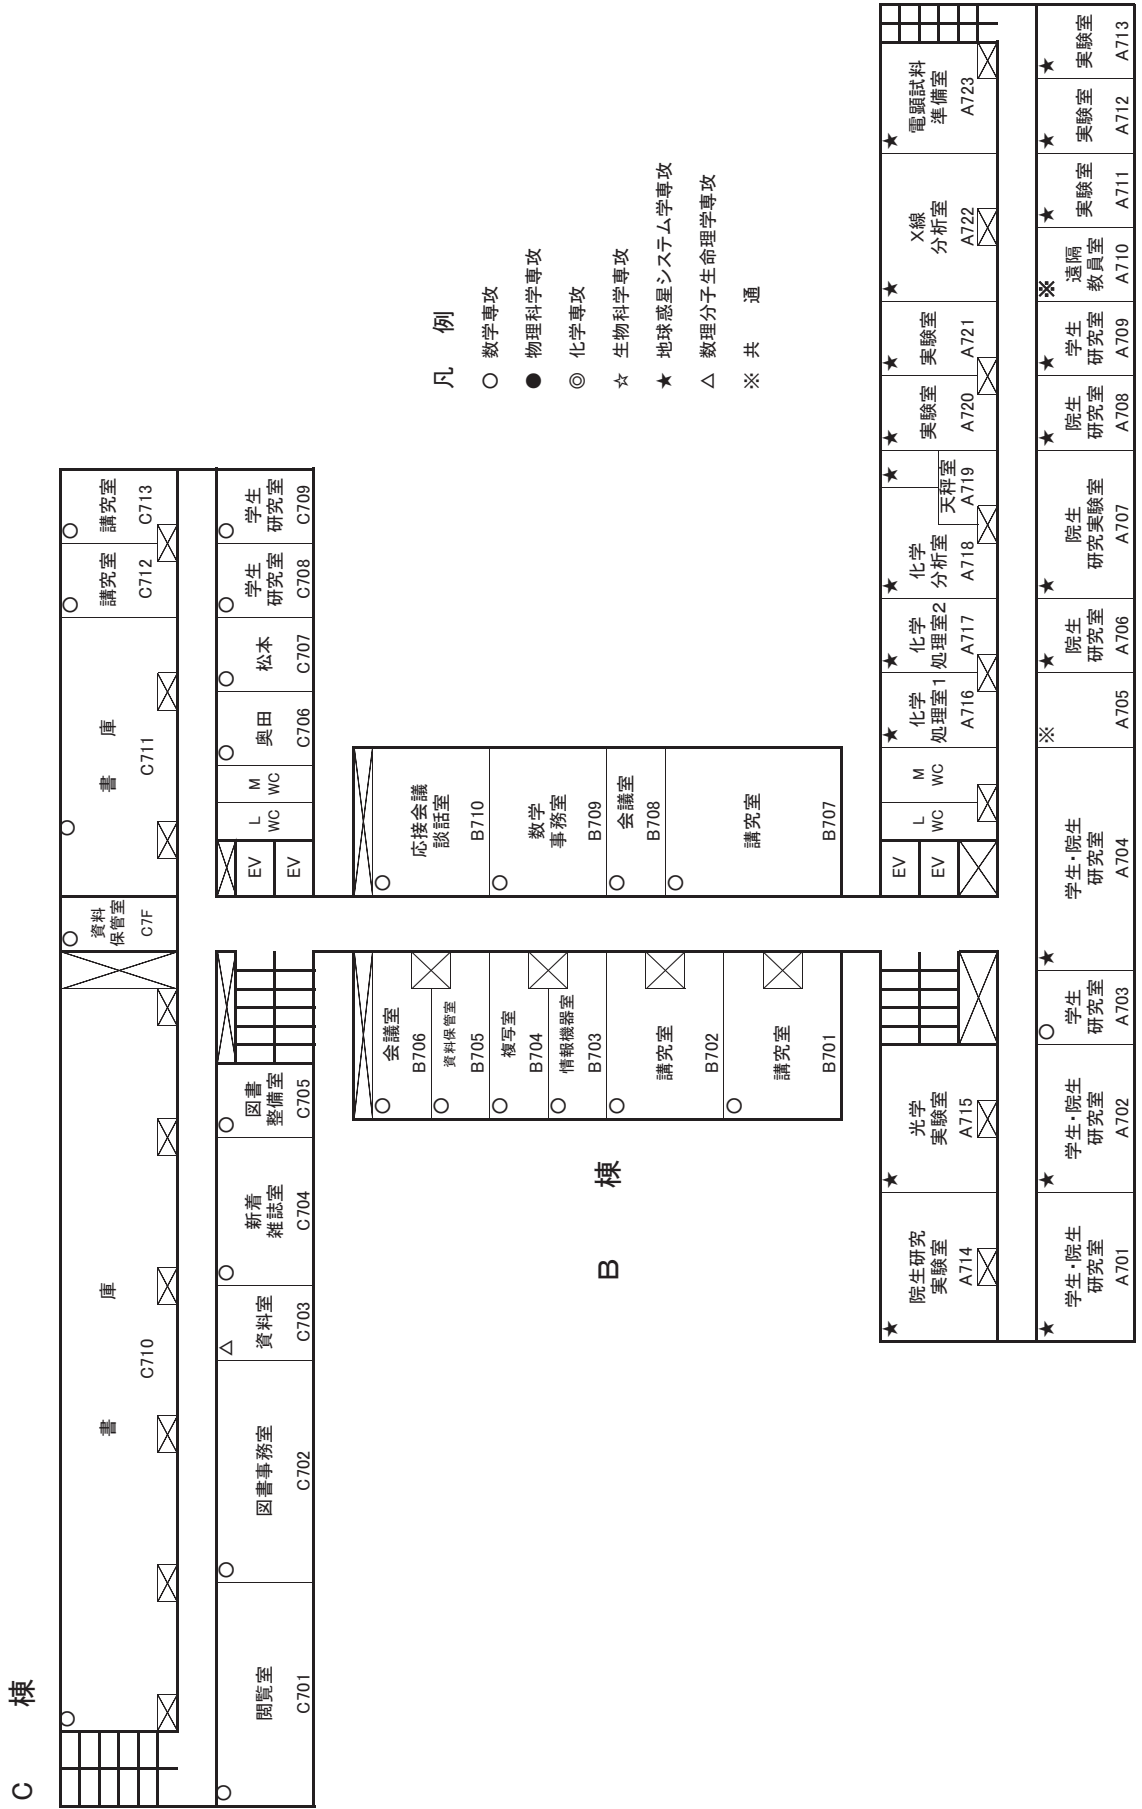 C 棟
書 庫
C710
資料
保管室
C7F
書 庫
C711
○ 講究室
C712
○ 講究室
C713
○ 閲覧室
C701
○ 図書事務室
C702
△ 資料室
C703
○ 新着
雑誌室
C704
○ 図書
整備室
C705
EV
EV
L
WC
M
WC
○ 奥田
C706
○ 松本
C707
○ 学生
研究室
C708
○ 学生
研究室
C709
B 棟
○ 会議室
B706
○ 資料保管室
B705
○ 複写室
B704
○ 情報機器室
B703
○ 講究室
B702
○ 講究室
B701
○ 応接会議
談話室
B710
○ 数学
事務室
B709
○ 会議室
B708
○ 講究室
B707
凡 例
○ 数学専攻
● 物理科学専攻
◎ 化学専攻
☆ 生物科学専攻
★ 地球惑星システム学専攻
△ 数理分子生命理学専攻
※ 共 通
★ 院生研究
実験室
A714
★ 光学
実験室
A715
EV
EV
L
WC
M
WC
★ 化学
処理室1
A716
★ 化学
処理室2
A717
★ 化学
分析室
A718
★ 天秤室
A719
★ 実験室
A720
★ 実験室
A721
★ X線
分析室
A722
★ 電顕試料
準備室
A723
★ 学生・院生
研究室
A701
★ 学生・院生
研究室
A702
○ 学生
研究室
A703
★ 学生・院生
研究室
A704
※
A705
★ 院生
研究室
A706
★ 院生
研究実験室
A707
★ 院生
研究室
A708
★ 学生
研究室
A709
※ 遠隔
教員室
A710
★ 実験室
A711
★ 実験室
A712
★ 実験室
A713